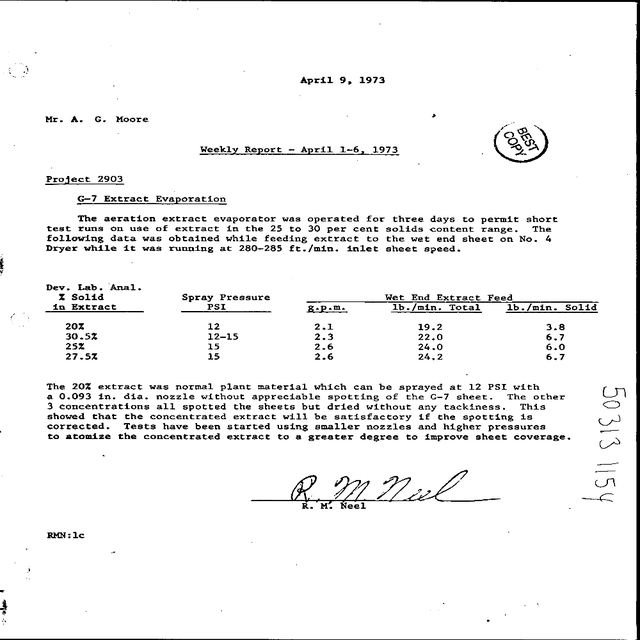 April 9, 1973
Mr. A. G. Moore
BEST
COPY
Weekly Report - April 1-6, 1973
Project 2903
G-7 Extract Evaporation
The aeration extract evaporator was operated for three days to permit short
test runs on use of extract in the 25 to 30 per cent solids content range. The
following data was obtained while feeding extract to the wet end sheet on No. 4
Dryer while it was running at 280-285 ft./min. inlet sheet speed.
Dev. Lab. Anal.
% Solid Spray Pressure Wet End Extract Feed
in Extract PSI g.p.m. lb./min. Total lb./min. Solid
20% 12 2.1 19.2 3.8
30.5% 12-15 2.3 22.0 6.7
25% 15 2.6 24.0 6.0
27.5% 15 2.6 24.2 6.7
The 20% extract was normal plant material which can be sprayed at 12 PSI with
a 0.093 in. dia. nozzle without appreciable spotting of the G-7 sheet. The other
3 concentrations all spotted the sheets but dried without any tackiness. This
showed that the concentrated extract will be satisfactory if the spotting is
corrected. Tests have been started using smaller nozzles and higher pressures
to atomize the concentrated extract to a greater degree to improve sheet coverage.
R. M. Neel
R. M. Neel
RMN:lc
50313 1154